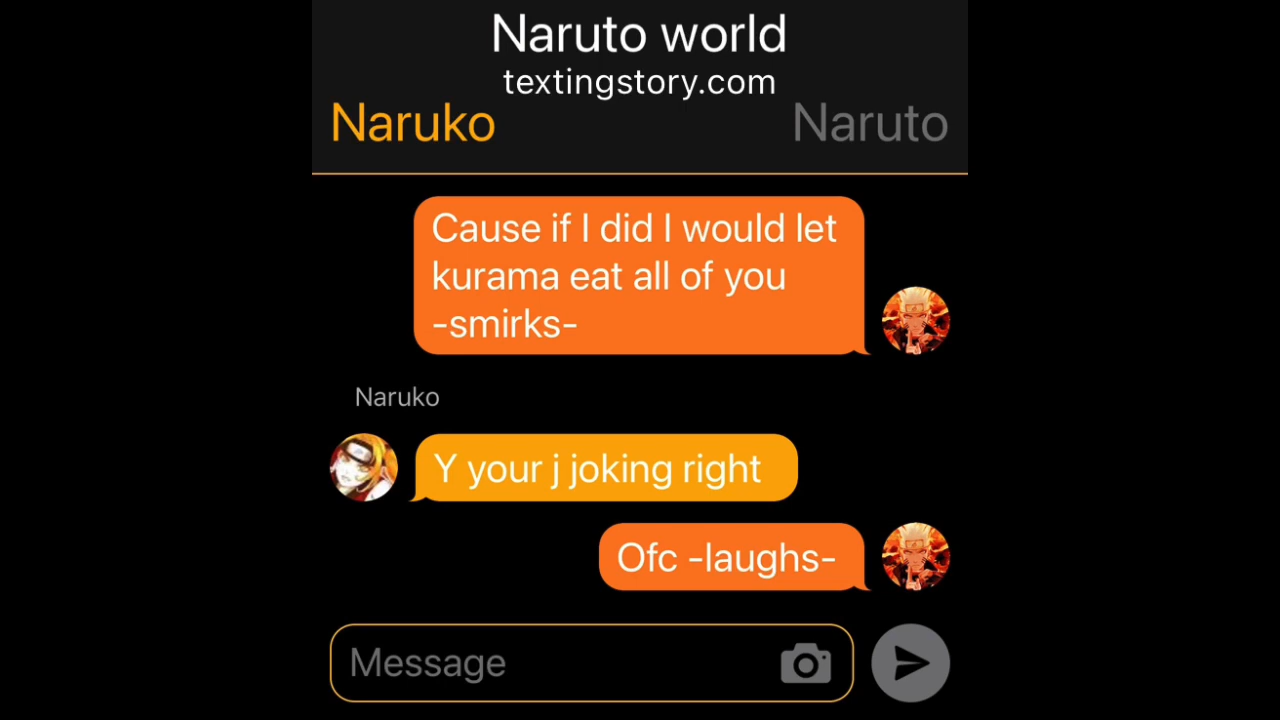 Naruto world
textingstory.com
Naruko Naruto
Cause if I did I would let
kurama eat all of you
-smirks-
Naruko
Y your j joking right
Ofc -laughs-
Message